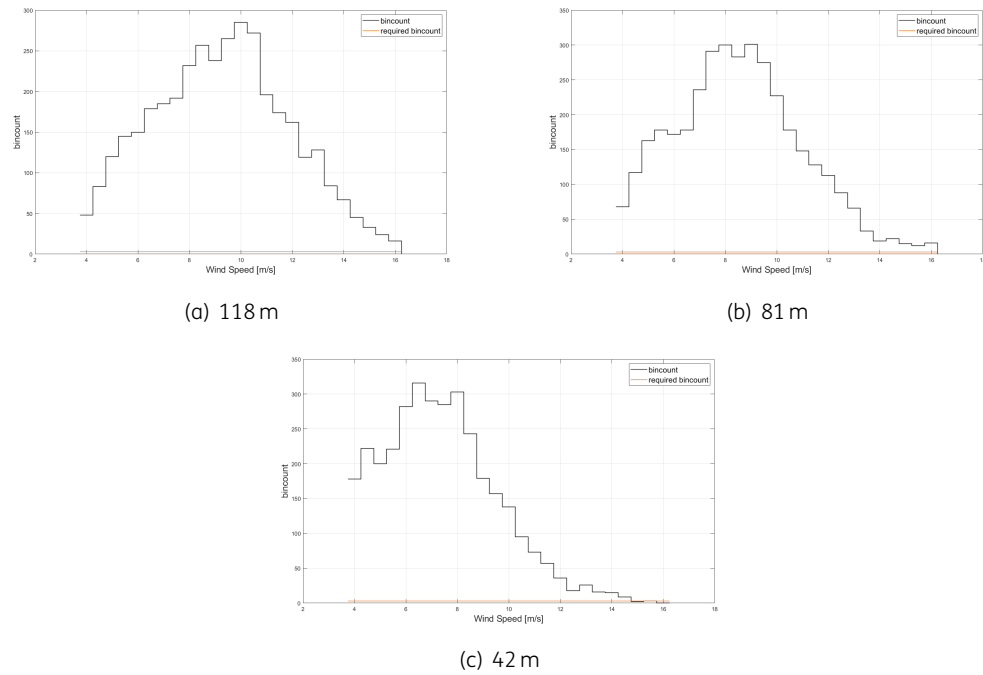 300
250
200
150
100
50
0
bincount
bincount
required bincount
2 4 6 8 10 12 14 16 18
Wind Speed [m/s]
(a) 118 m
350
300
250
200
150
100
50
0
bincount
bincount
required bincount
2 4 6 8 10 12 14 16 1
Wind Speed [m/s]
(b) 81 m
350
300
250
200
150
100
50
0
bincount
bincount
required bincount
2 4 6 8 10 12 14 16 18
Wind Speed [m/s]
(c) 42 m